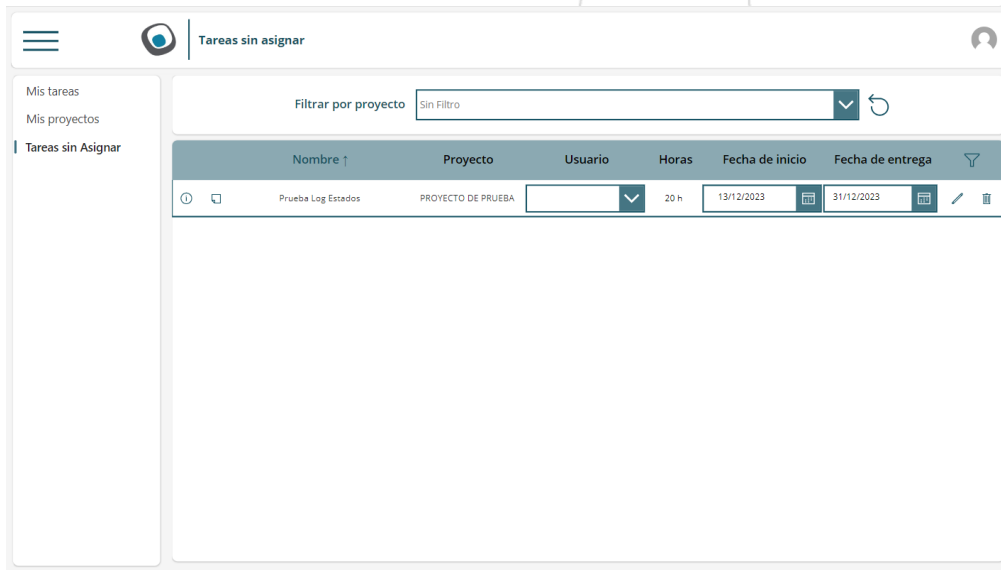 Tareas sin asignar
Mis tareas
Mis proyectos
Tareas sin Asignar
Filtrar por proyecto Sin Filtro
Nombre ↑ Proyecto Usuario Horas Fecha de inicio Fecha de entrega
Prueba Log Estados PROYECTO DE PRUEBA 20 h 13/12/2023 31/12/2023